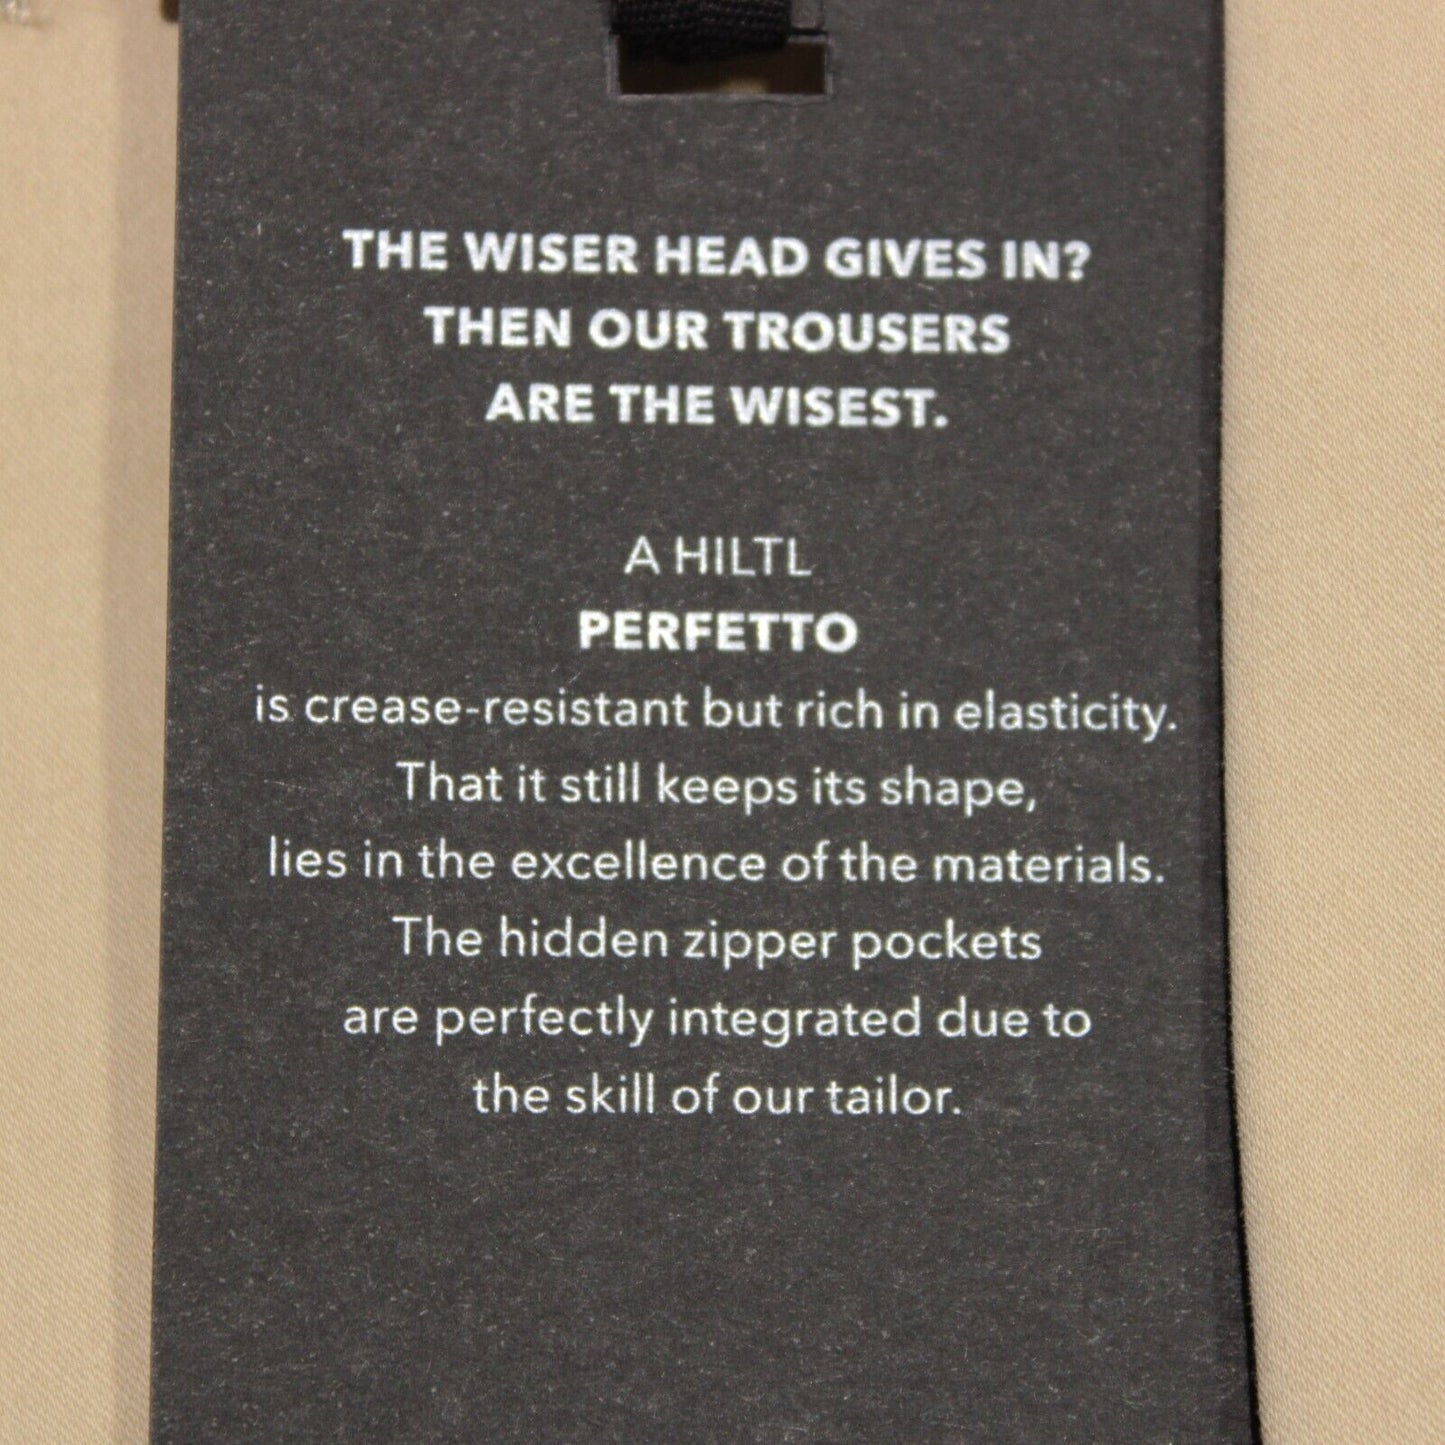 THE WISER HEAD GIVES IN?
THEN OUR TROUSERS
ARE THE WISEST.
A HILTL
PERFETTO
is crease-resistant but rich in elasticity.
That it still keeps its shape,
lies in the excellence of the materials.
The hidden zipper pockets
are perfectly integrated due to
the skill of our tailor.